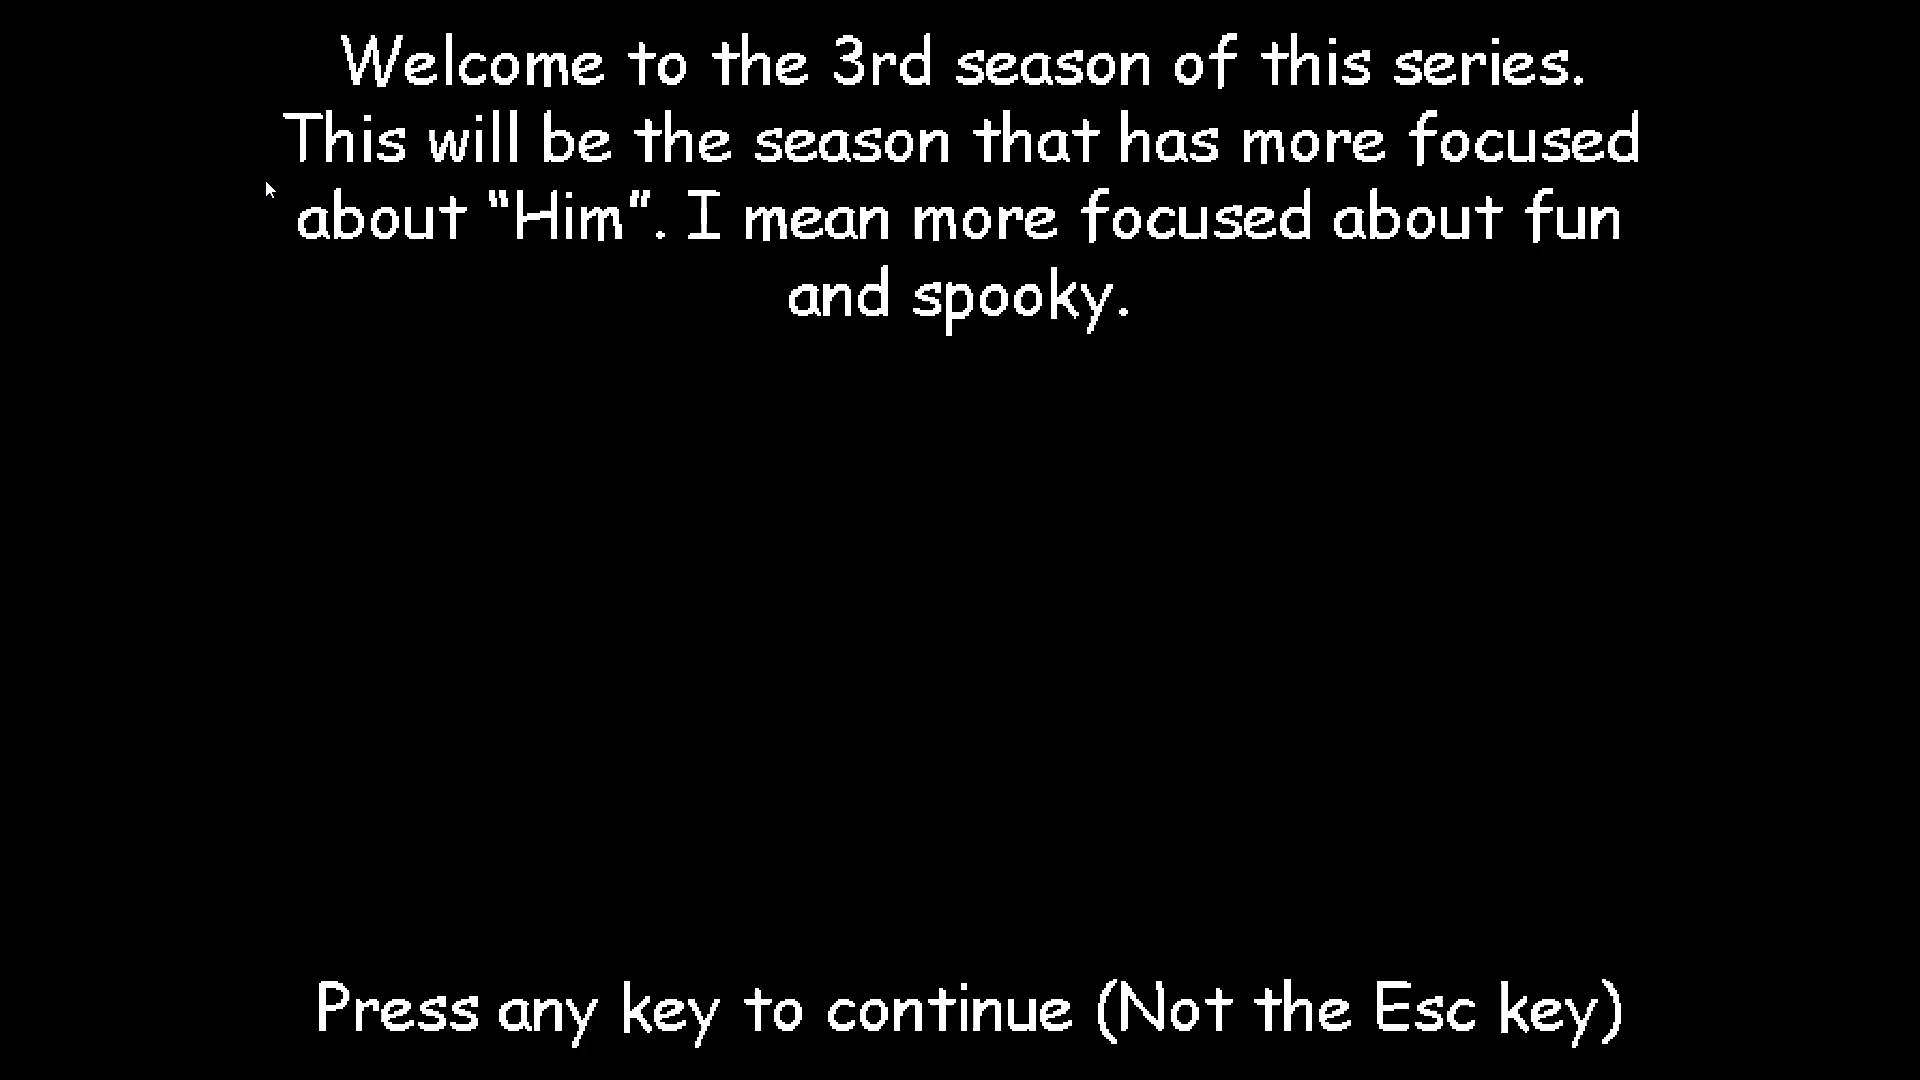 Welcome to the 3rd season of this series.
This will be the season that has more focused
about “Him”. I mean more focused about fun
and spooky.
Press any key to continue (Not the Esc key)